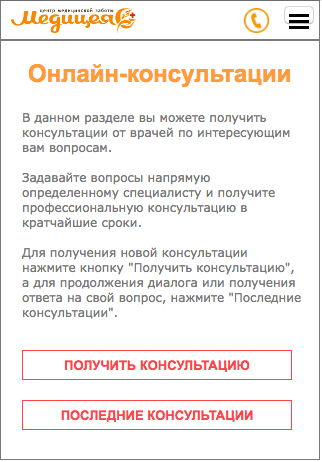 центр медицинской заботы
Медицея
Онлайн-консультации
В данном разделе вы можете получить
консультации от врачей по интересующим
вам вопросам.
Задавайте вопросы напрямую
определенному специалисту и получите
профессиональную консультацию в
кратчайшие сроки.
Для получения новой консультации
нажмите кнопку "Получить консультацию",
а для продолжения диалога или получения
ответа на свой вопрос, нажмите "Последние
консультации".
ПОЛУЧИТЬ КОНСУЛЬТАЦИЮ
ПОСЛЕДНИЕ КОНСУЛЬТАЦИИ